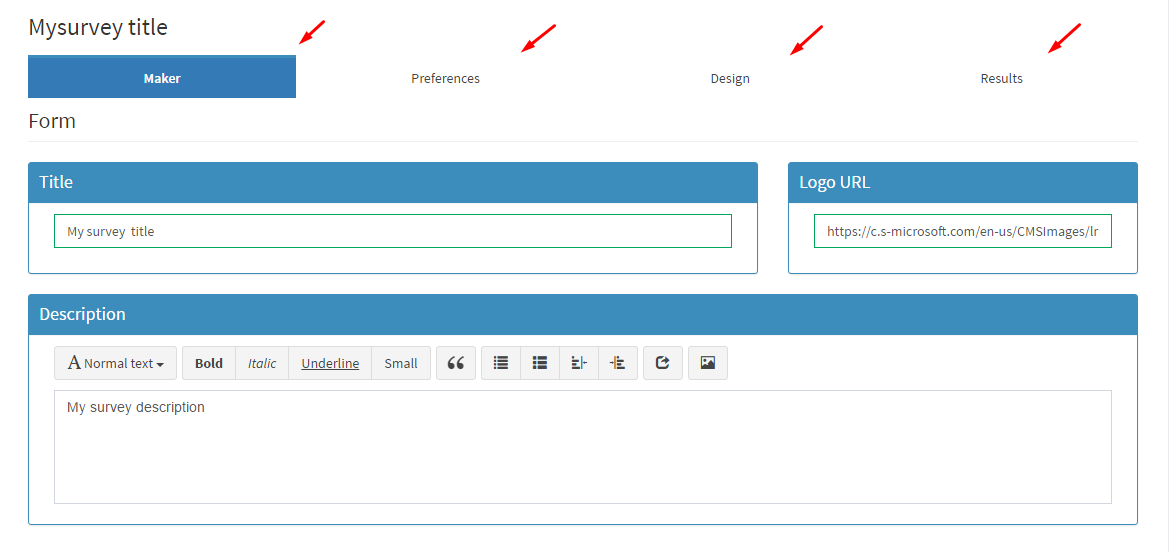 Mysurvey title
Maker Preferences Design Results
Form
Title Logo URL
My survey title https://c.s-microsoft.com/en-us/CMSImages/lr
Description
A Normal text Bold Italic Underline Small
My survey description